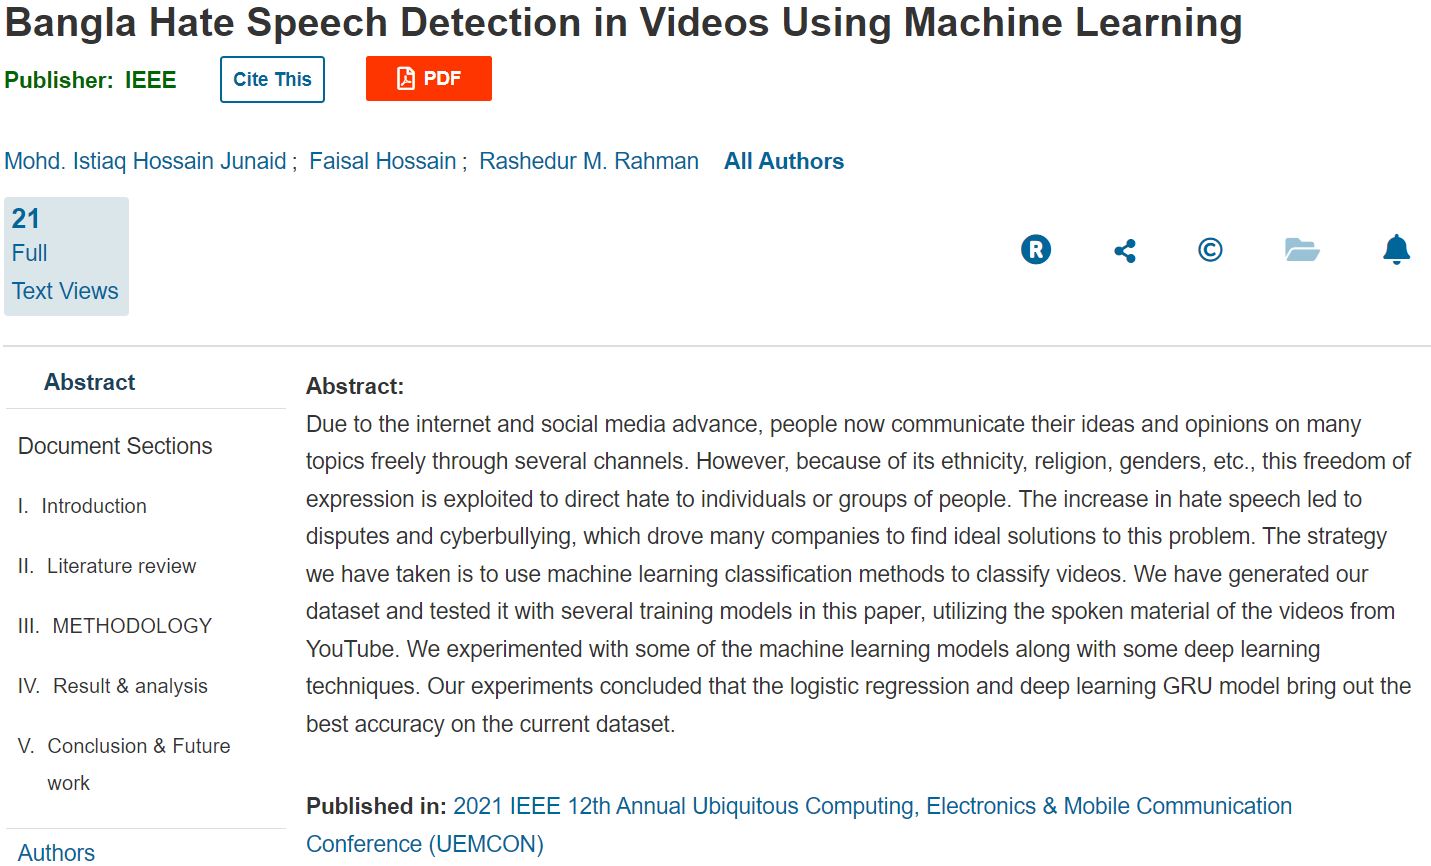 Bangla Hate Speech Detection in Videos Using Machine Learning
Publisher: IEEE
Cite This
PDF
Mohd. Istiaq Hossain Junaid ; Faisal Hossain ; Rashedur M. Rahman All Authors
21
Full
Text Views
R
©
Abstract
Document Sections
I. Introduction
II. Literature review
III. METHODOLOGY
IV. Result & analysis
V. Conclusion & Future
work
Authors
Abstract:
Due to the internet and social media advance, people now communicate their ideas and opinions on many
topics freely through several channels. However, because of its ethnicity, religion, genders, etc., this freedom of
expression is exploited to direct hate to individuals or groups of people. The increase in hate speech led to
disputes and cyberbullying, which drove many companies to find ideal solutions to this problem. The strategy
we have taken is to use machine learning classification methods to classify videos. We have generated our
dataset and tested it with several training models in this paper, utilizing the spoken material of the videos from
YouTube. We experimented with some of the machine learning models along with some deep learning
techniques. Our experiments concluded that the logistic regression and deep learning GRU model bring out the
best accuracy on the current dataset.
Published in: 2021 IEEE 12th Annual Ubiquitous Computing, Electronics & Mobile Communication
Conference (UEMCON)